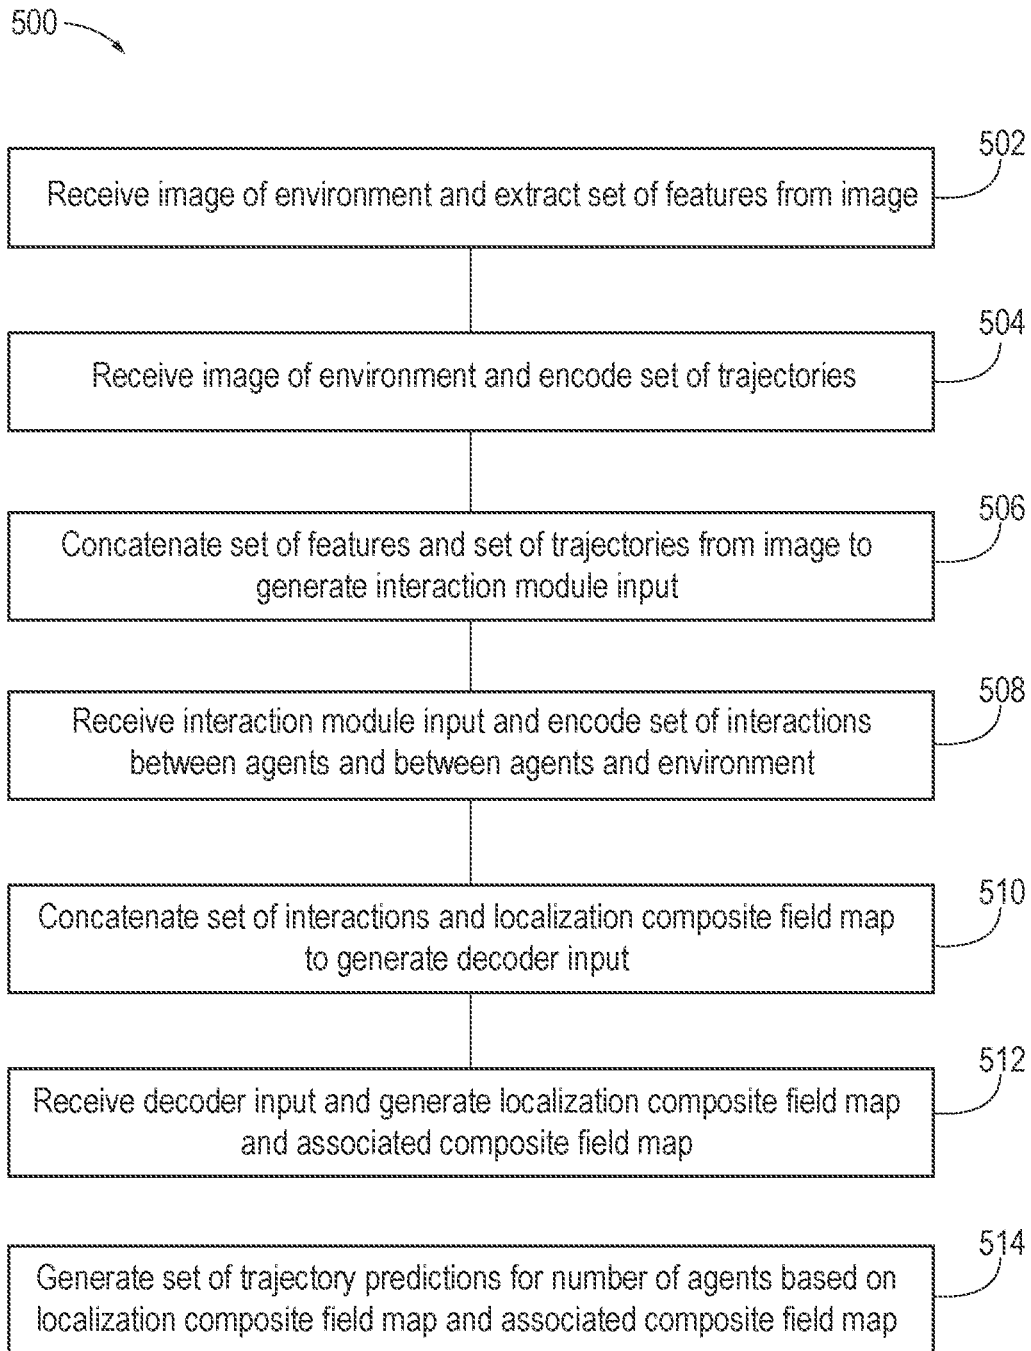 500
502
Receive image of environment and extract set of features from image
504
Receive image of environment and encode set of trajectories
506
Concatenate set of features and set of trajectories from image to
generate interaction module input
508
Receive interaction module input and encode set of interactions
between agents and between agents and environment
510
Concatenate set of interactions and localization composite field map
to generate decoder input
512
Receive decoder input and generate localization composite field map
and associated composite field map
514
Generate set of trajectory predictions for number of agents based on
localization composite field map and associated composite field map